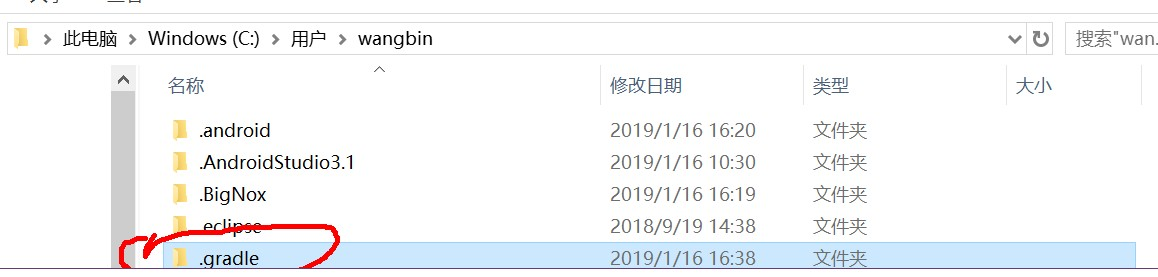 此电脑 Windows (C:) 用户 wangbin 搜索"wan.
名称 修改日期 类型 大小
.android 2019/1/16 16:20 文件夹
.AndroidStudio3.1 2019/1/16 10:30 文件夹
.BigNox 2019/1/16 16:19 文件夹
.eclipse 2018/9/19 14:38 文件夹
.gradle 2019/1/16 16:38 文件夹